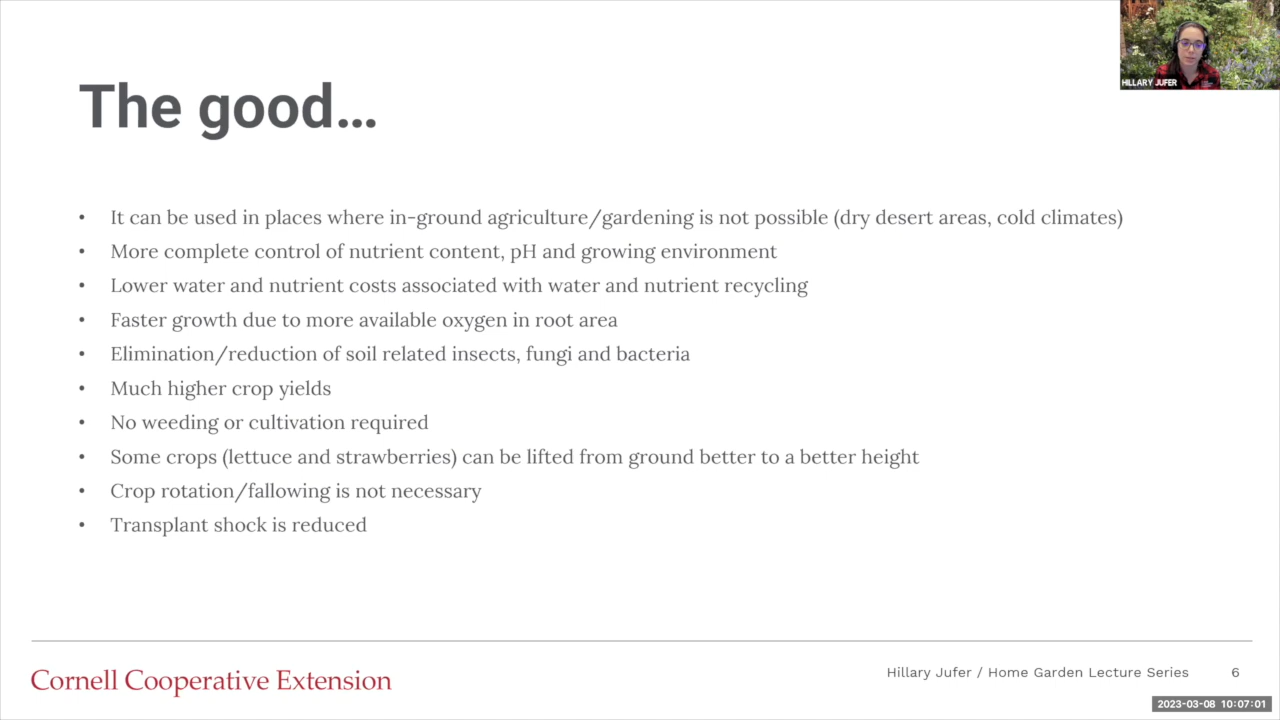 HILLARY JUFER
The good…
• It can be used in places where in-ground agriculture/gardening is not possible (dry desert areas, cold climates)
• More complete control of nutrient content, pH and growing environment
• Lower water and nutrient costs associated with water and nutrient recycling
• Faster growth due to more available oxygen in root area
• Elimination/reduction of soil related insects, fungi and bacteria
• Much higher crop yields
• No weeding or cultivation required
• Some crops (lettuce and strawberries) can be lifted from ground better to a better height
• Crop rotation/fallowing is not necessary
• Transplant shock is reduced
Cornell Cooperative Extension
Hillary Jufer / Home Garden Lecture Series 6
2023-03-08 10:07:01